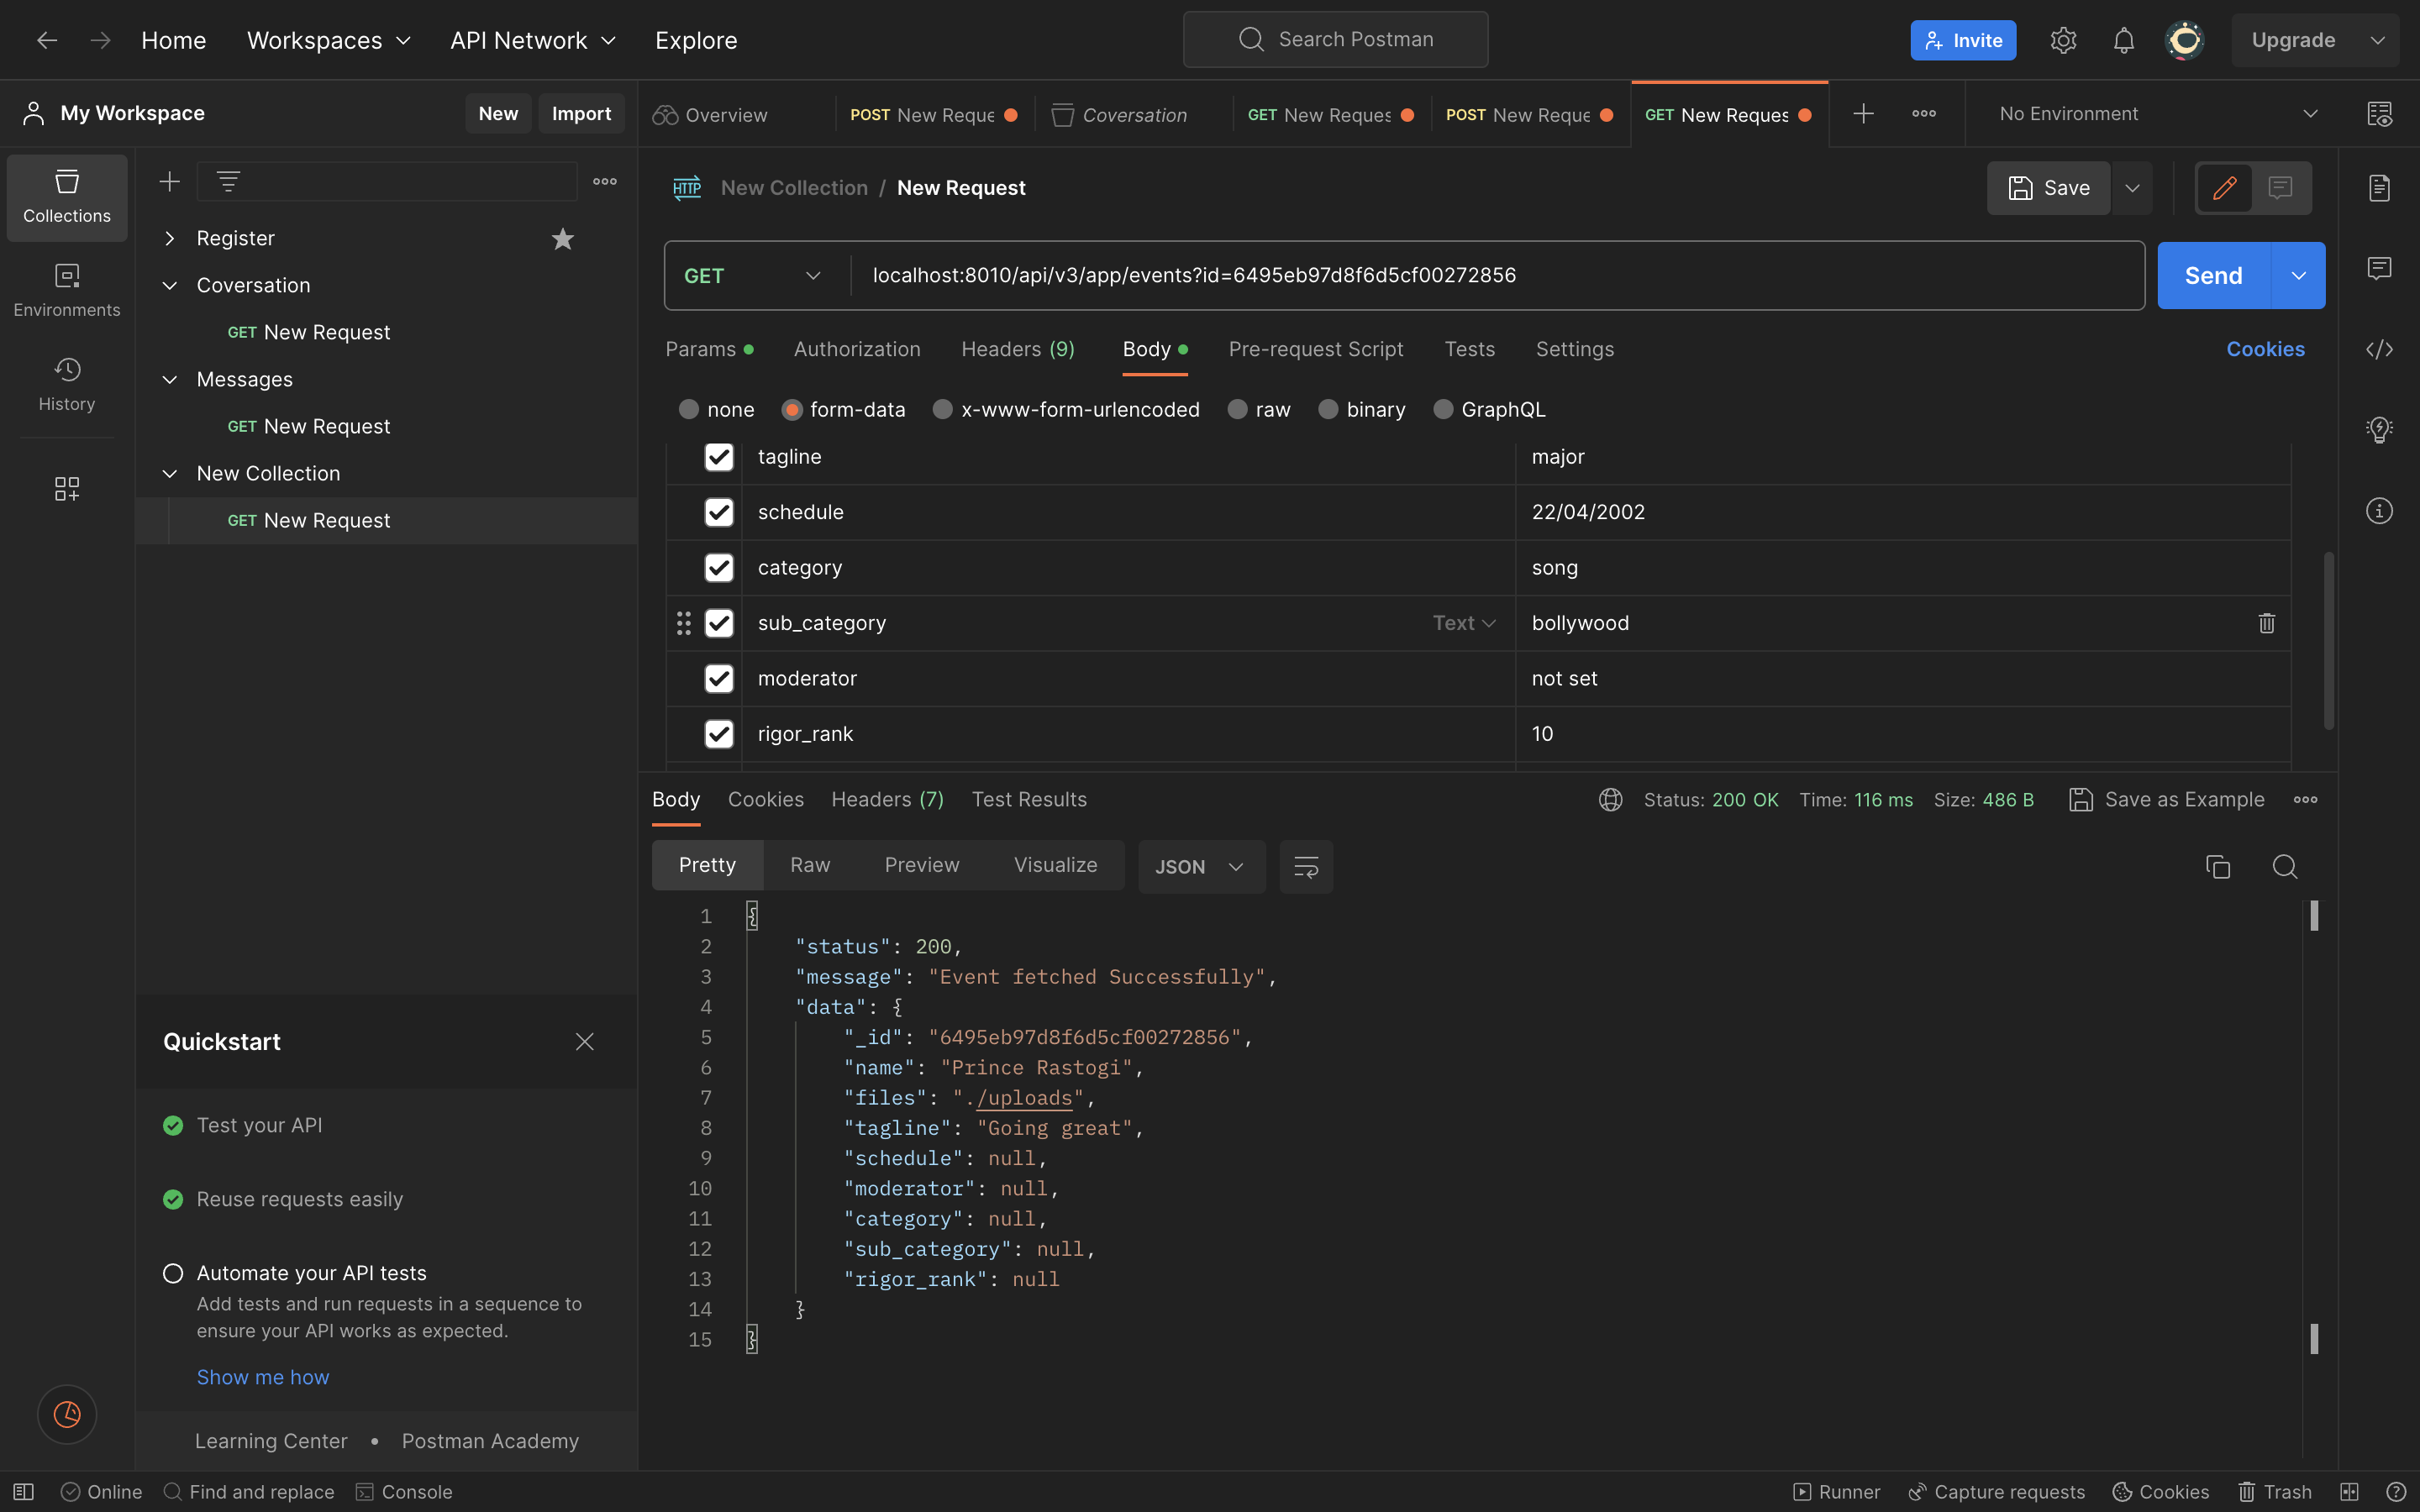 Home Workspaces API Network Explore Search Postman Invite Upgrade
My Workspace New Import Overview POST New Reque Coversation GET New Reques POST New Reque GET New Reques No Environment
Collections
Environments
History
Register
Coversation
GET New Request
Messages
GET New Request
New Collection
GET New Request
HTTP New Collection / New Request Save
GET localhost:8010/api/v3/app/events?id=6495eb97d8f6d5cf00272856 Send
Params Authorization Headers (9) Body Pre-request Script Tests Settings Cookies
none form-data x-www-form-urlencoded raw binary GraphQL
tagline major
schedule 22/04/2002
category song
sub_category Text bollywood
moderator not set
rigor_rank 10
Body Cookies Headers (7) Test Results Status: 200 OK Time: 116 ms Size: 486 B Save as Example
Pretty Raw Preview Visualize JSON
1 {
2 "status": 200,
3 "message": "Event fetched Successfully",
4 "data": {
5 "_id": "6495eb97d8f6d5cf00272856",
6 "name": "Prince Rastogi",
7 "files": "./uploads",
8 "tagline": "Going great",
9 "schedule": null,
10 "moderator": null,
11 "category": null,
12 "sub_category": null,
13 "rigor_rank": null
14 }
15 }
Quickstart
Test your API
Reuse requests easily
Automate your API tests
Add tests and run requests in a sequence to
ensure your API works as expected.
Show me how
Learning Center • Postman Academy
Online Find and replace Console Runner Capture requests Cookies Trash